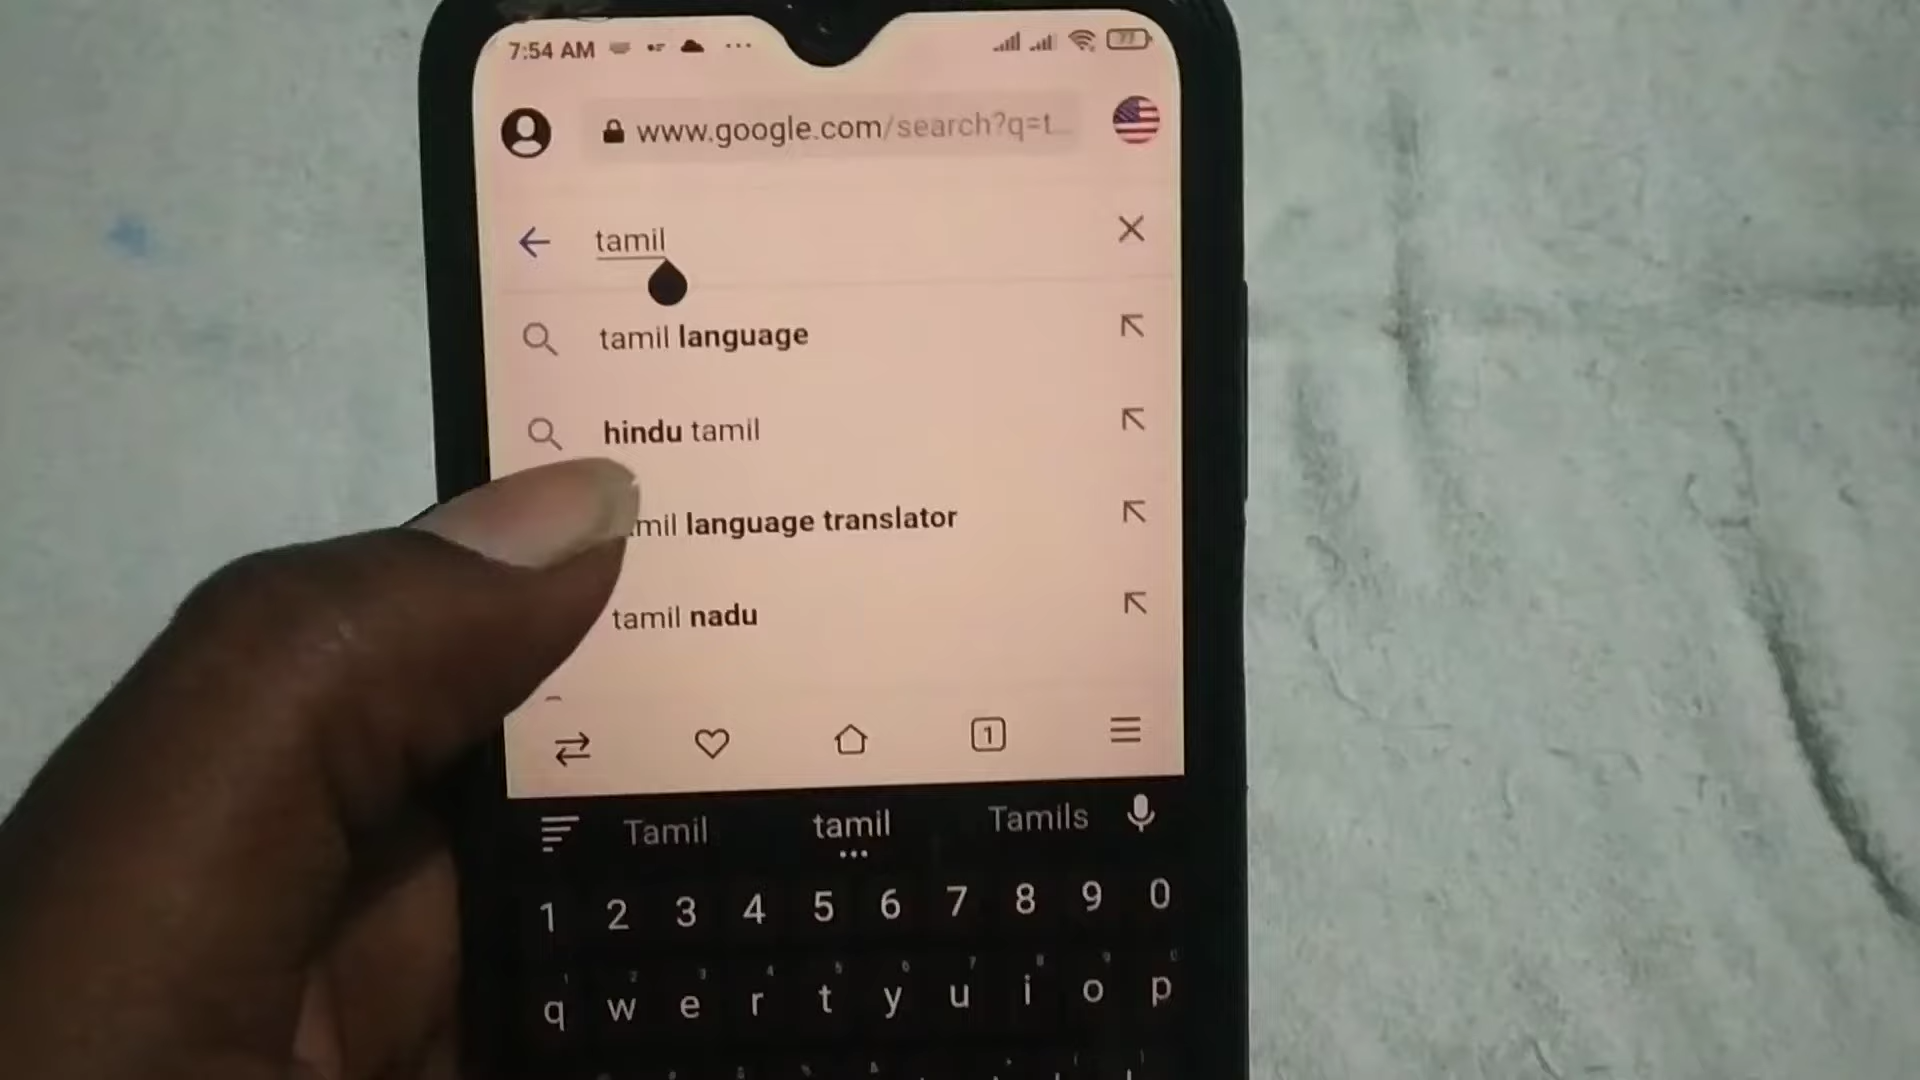 7:54 AM
77
www.google.com/search?q=t...
tamil
tamil language
hindu tamil
language translator
tamil nadu
1
Tamil tamil Tamils
1 2 3 4 5 6 7 8 9 0
q w e r t y u i o p